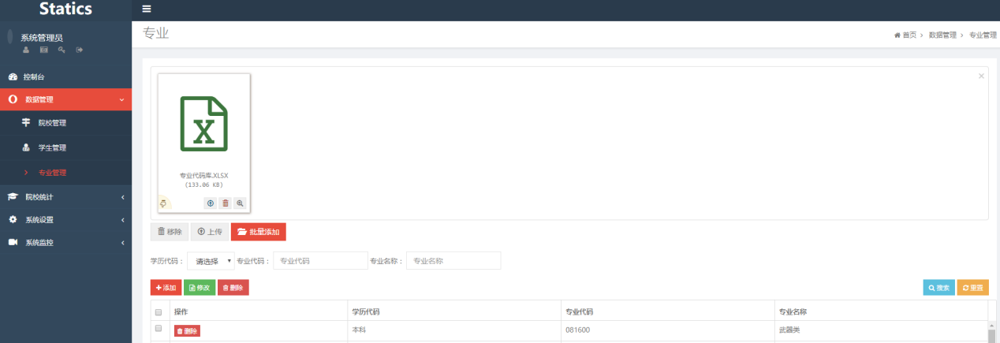 Statics
系统管理员
控制台
数据管理
院校管理
学生管理
专业管理
院校统计
系统设置
系统监控
专业
首页 > 数据管理 > 专业管理
×
X
专业代码库.XLSX
(133.06 KB)
移除 上传 批量添加
学历代码： 请选择 专业代码： 专业代码 专业名称： 专业名称
添加 修改 删除 搜索 重置
操作 学历代码 专业代码 专业名称
删除 本科 081600 武器类